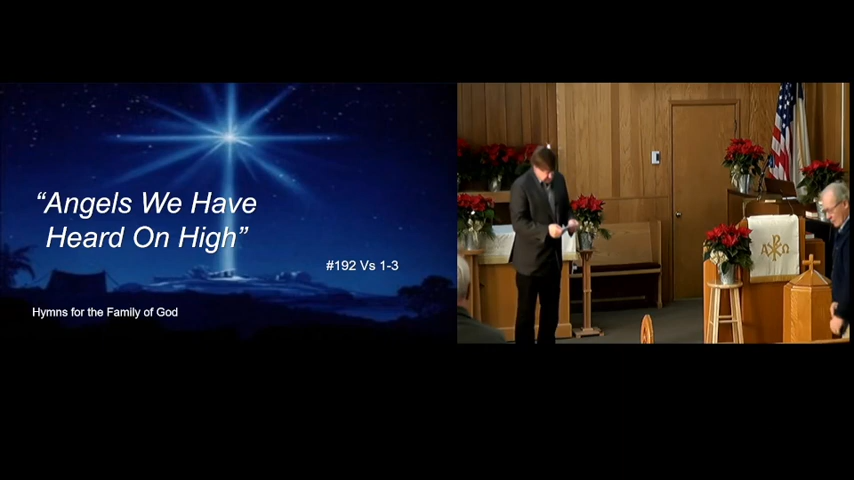 “Angels We Have
Heard On High”
#192 Vs 1-3
Hymns for the Family of God